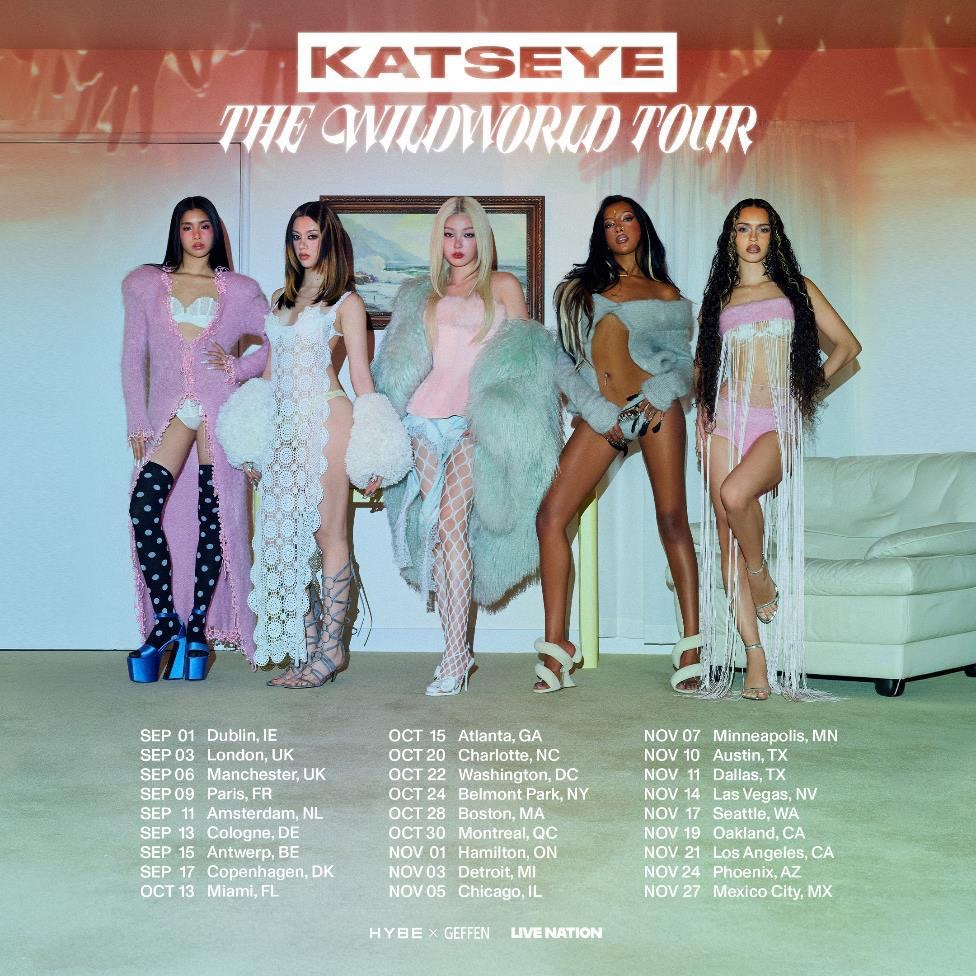 KATSEYE
THE WILDWORLD TOUR
SEP 01 Dublin, IE
SEP 03 London, UK
SEP 06 Manchester, UK
SEP 09 Paris, FR
SEP 11 Amsterdam, NL
SEP 13 Cologne, DE
SEP 15 Antwerp, BE
SEP 17 Copenhagen, DK
OCT 13 Miami, FL
OCT 15 Atlanta, GA
OCT 20 Charlotte, NC
OCT 22 Washington, DC
OCT 24 Belmont Park, NY
OCT 28 Boston, MA
OCT 30 Montreal, QC
NOV 01 Hamilton, ON
NOV 03 Detroit, MI
NOV 05 Chicago, IL
NOV 07 Minneapolis, MN
NOV 10 Austin, TX
NOV 11 Dallas, TX
NOV 14 Las Vegas, NV
NOV 17 Seattle, WA
NOV 19 Oakland, CA
NOV 21 Los Angeles, CA
NOV 24 Phoenix, AZ
NOV 27 Mexico City, MX
HYBE × GEFFEN LIVE NATION